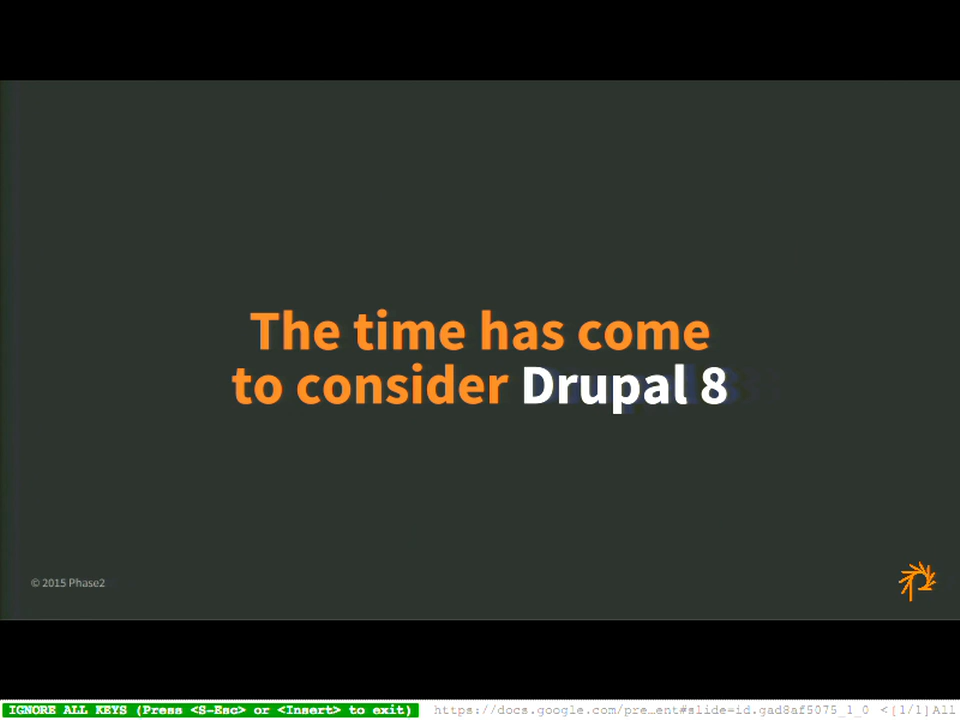 The time has come
to consider Drupal 8
© 2015 Phase2
IGNORE ALL KEYS (Press <S-Esc> or <Insert> to exit) https://docs.google.com/pre…ent#slide=id.gad8af5075_1_0 <{1/1]All